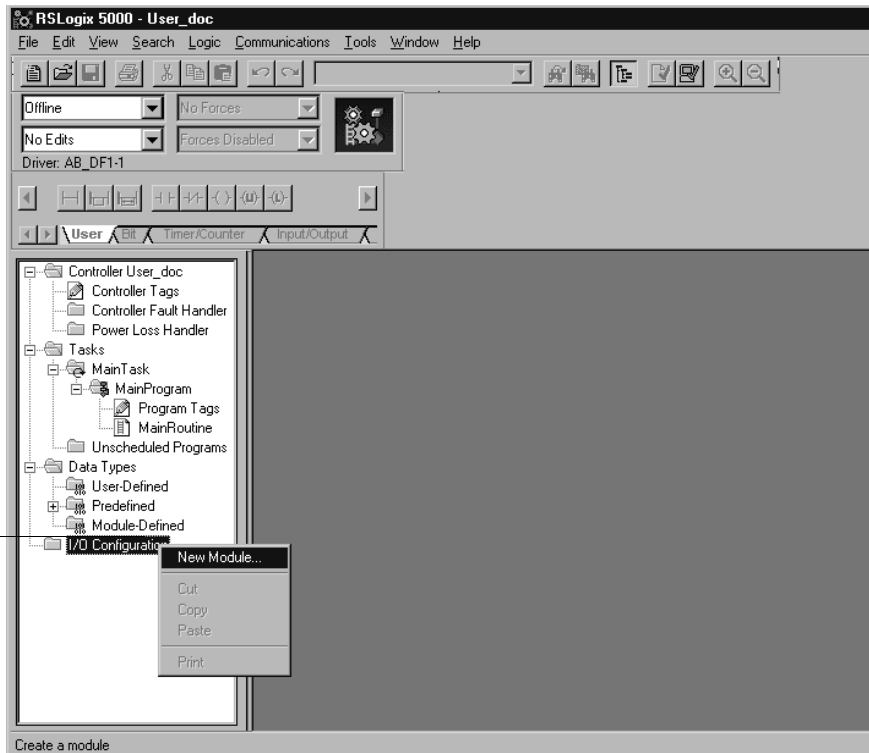 RSLogix 5000 - User_doc
File Edit View Search Logic Communications Tools Window Help
Offline No Forces
No Edits Forces Disabled
Driver: AB_DF1-1
User Bit Timer/Counter Input/Output
Controller User_doc
Controller Tags
Controller Fault Handler
Power Loss Handler
Tasks
MainTask
MainProgram
Program Tags
MainRoutine
Unscheduled Programs
Data Types
User-Defined
Predefined
Module-Defined
I/O Configuration
New Module...
Cut
Copy
Paste
Print
Create a module